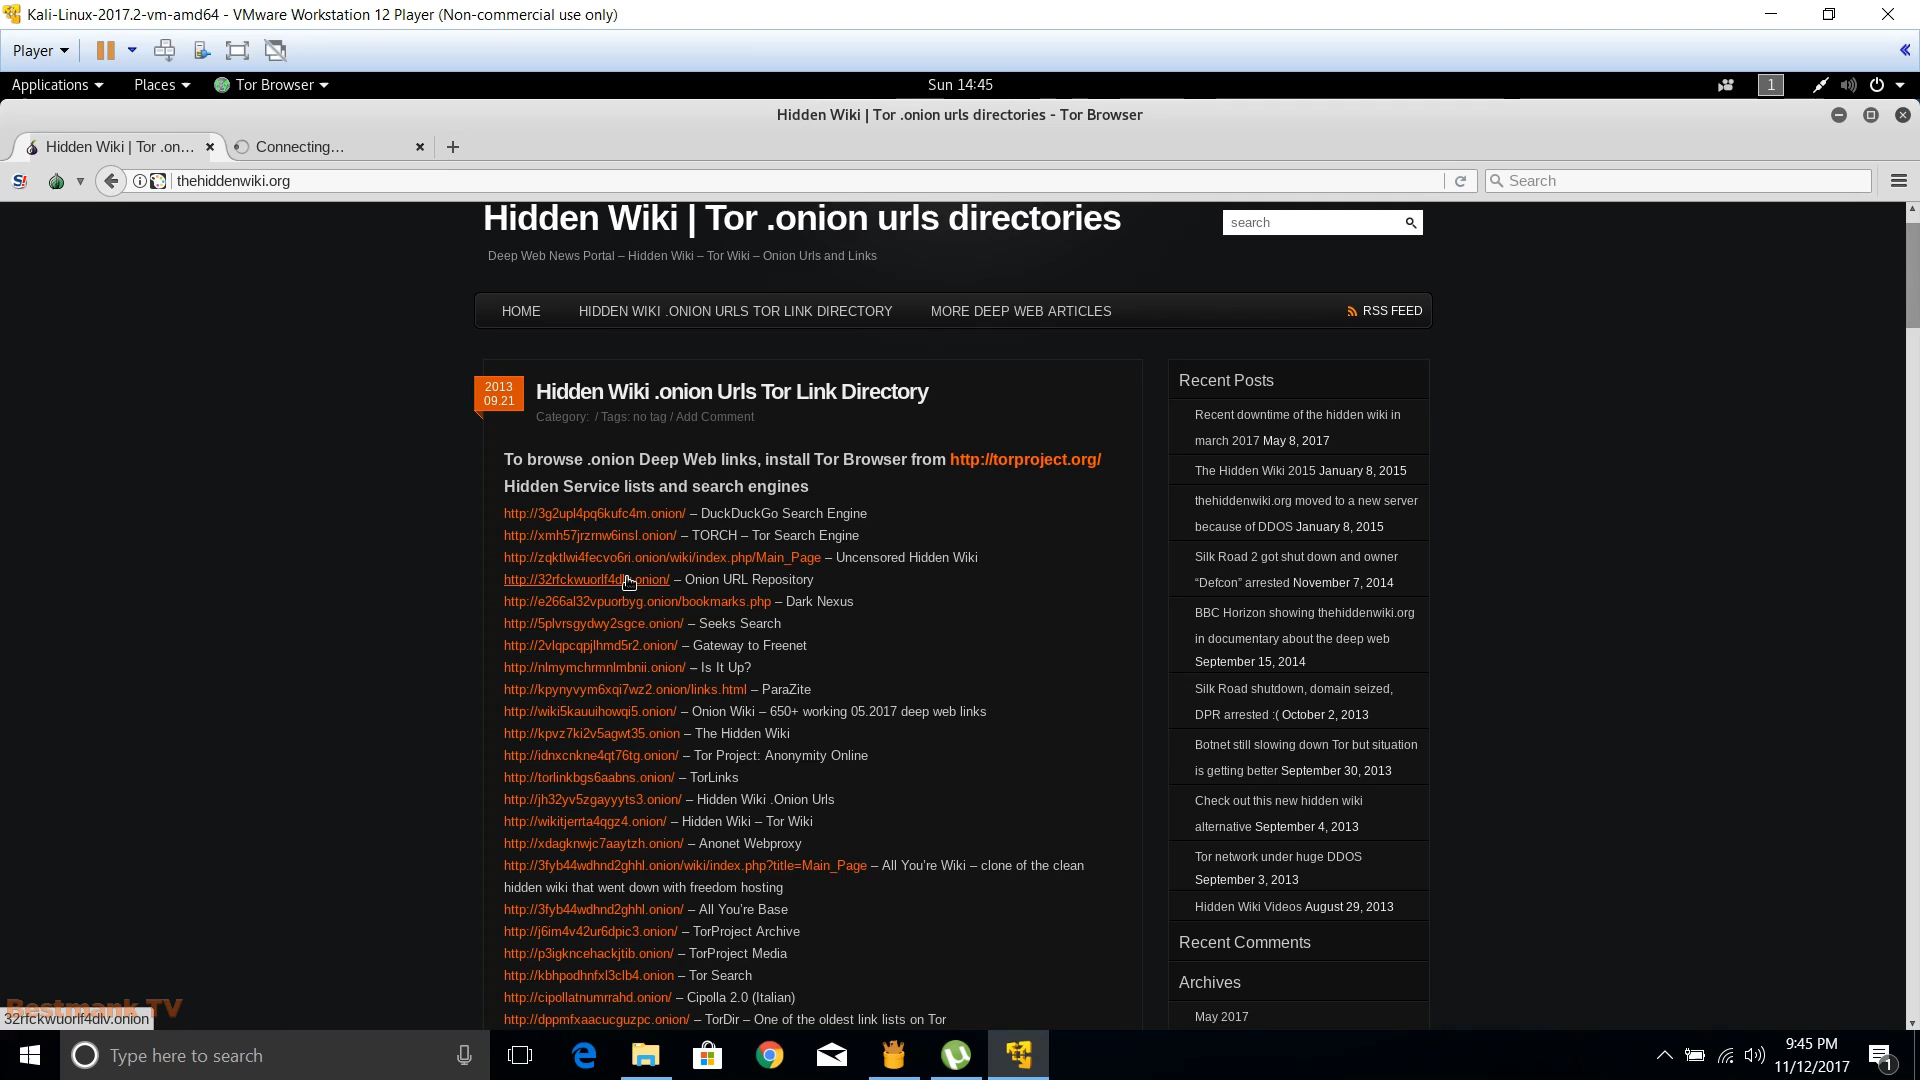 Kali-Linux-2017.2-vm-amd64 - VMware Workstation 12 Player (Non-commercial use only)
Player
Applications Places Tor Browser Sun 14:45 1
Hidden Wiki | Tor .onion urls directories - Tor Browser
Hidden Wiki | Tor .on… Connecting…
thehiddenwiki.org Search
Hidden Wiki | Tor .onion urls directories
search
Deep Web News Portal – Hidden Wiki – Tor Wiki – Onion Urls and Links
HOME HIDDEN WIKI .ONION URLS TOR LINK DIRECTORY MORE DEEP WEB ARTICLES RSS FEED
2013
09.21
Hidden Wiki .onion Urls Tor Link Directory
Category: / Tags: no tag / Add Comment
To browse .onion Deep Web links, install Tor Browser from http://torproject.org/
Hidden Service lists and search engines
http://3g2upl4pq6kufc4m.onion/ – DuckDuckGo Search Engine
http://xmh57jrzrnw6insl.onion/ – TORCH – Tor Search Engine
http://zqktlwi4fecvo6ri.onion/wiki/index.php/Main_Page – Uncensored Hidden Wiki
http://32rfckwuorlf4dlv.onion/ – Onion URL Repository
http://e266al32vpuorbyg.onion/bookmarks.php – Dark Nexus
http://5plvrsgydwy2sgce.onion/ – Seeks Search
http://2vlqpcqpjlhmd5r2.onion/ – Gateway to Freenet
http://nlmymchrmnlmbnii.onion/ – Is It Up?
http://kpynyvym6xqi7wz2.onion/links.html – ParaZite
http://wiki5kauuihowqi5.onion/ – Onion Wiki – 650+ working 05.2017 deep web links
http://kpvz7ki2v5agwt35.onion – The Hidden Wiki
http://idnxcnkne4qt76tg.onion/ – Tor Project: Anonymity Online
http://torlinkbgs6aabns.onion/ – TorLinks
http://jh32yv5zgayyyts3.onion/ – Hidden Wiki .Onion Urls
http://wikitjerrta4qgz4.onion/ – Hidden Wiki – Tor Wiki
http://xdagknwjc7aaytzh.onion/ – Anonet Webproxy
http://3fyb44wdhnd2ghhl.onion/wiki/index.php?title=Main_Page – All You’re Wiki – clone of the clean
hidden wiki that went down with freedom hosting
http://3fyb44wdhnd2ghhl.onion/ – All You’re Base
http://j6im4v42ur6dpic3.onion/ – TorProject Archive
http://p3igkncehackjtib.onion/ – TorProject Media
http://kbhpodhnfxl3clb4.onion – Tor Search
http://cipollatnumrrahd.onion/ – Cipolla 2.0 (Italian)
http://dppmfxaacucguzpc.onion/ – TorDir – One of the oldest link lists on Tor
Recent Posts
Recent downtime of the hidden wiki in
march 2017 May 8, 2017
The Hidden Wiki 2015 January 8, 2015
thehiddenwiki.org moved to a new server
because of DDOS January 8, 2015
Silk Road 2 got shut down and owner
“Defcon” arrested November 7, 2014
BBC Horizon showing thehiddenwiki.org
in documentary about the deep web
September 15, 2014
Silk Road shutdown, domain seized,
DPR arrested :( October 2, 2013
Botnet still slowing down Tor but situation
is getting better September 30, 2013
Check out this new hidden wiki
alternative September 4, 2013
Tor network under huge DDOS
September 3, 2013
Hidden Wiki Videos August 29, 2013
Recent Comments
Archives
May 2017
Bestmank TV
32rfckwuorlf4dlv.onion
Type here to search
9:45 PM
11/12/2017
1